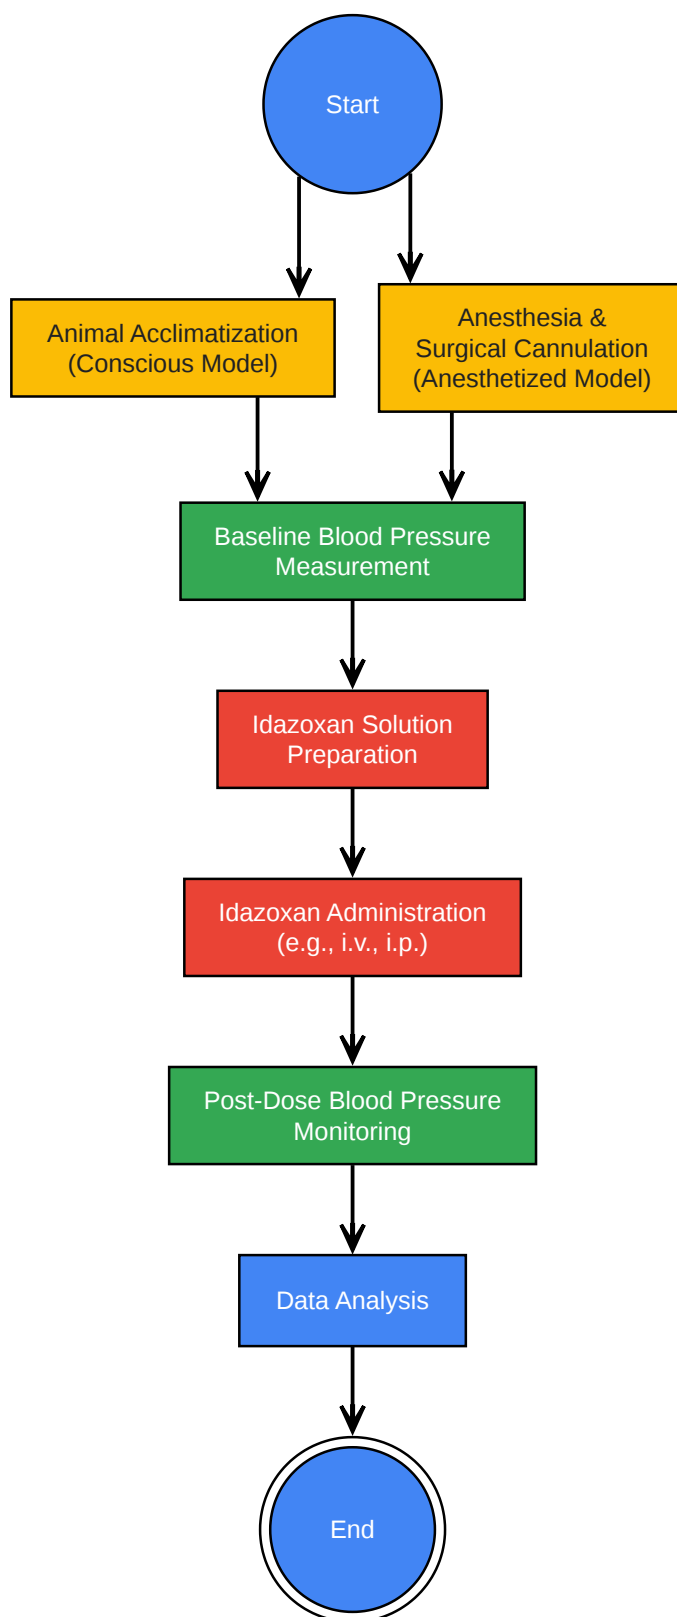 Start
Animal Acclimatization
(Conscious Model)
Anesthesia &
Surgical Cannulation
(Anesthetized Model)
Baseline Blood Pressure
Measurement
Idazoxan Solution
Preparation
Idazoxan Administration
(e.g., i.v., i.p.)
Post-Dose Blood Pressure
Monitoring
Data Analysis
End